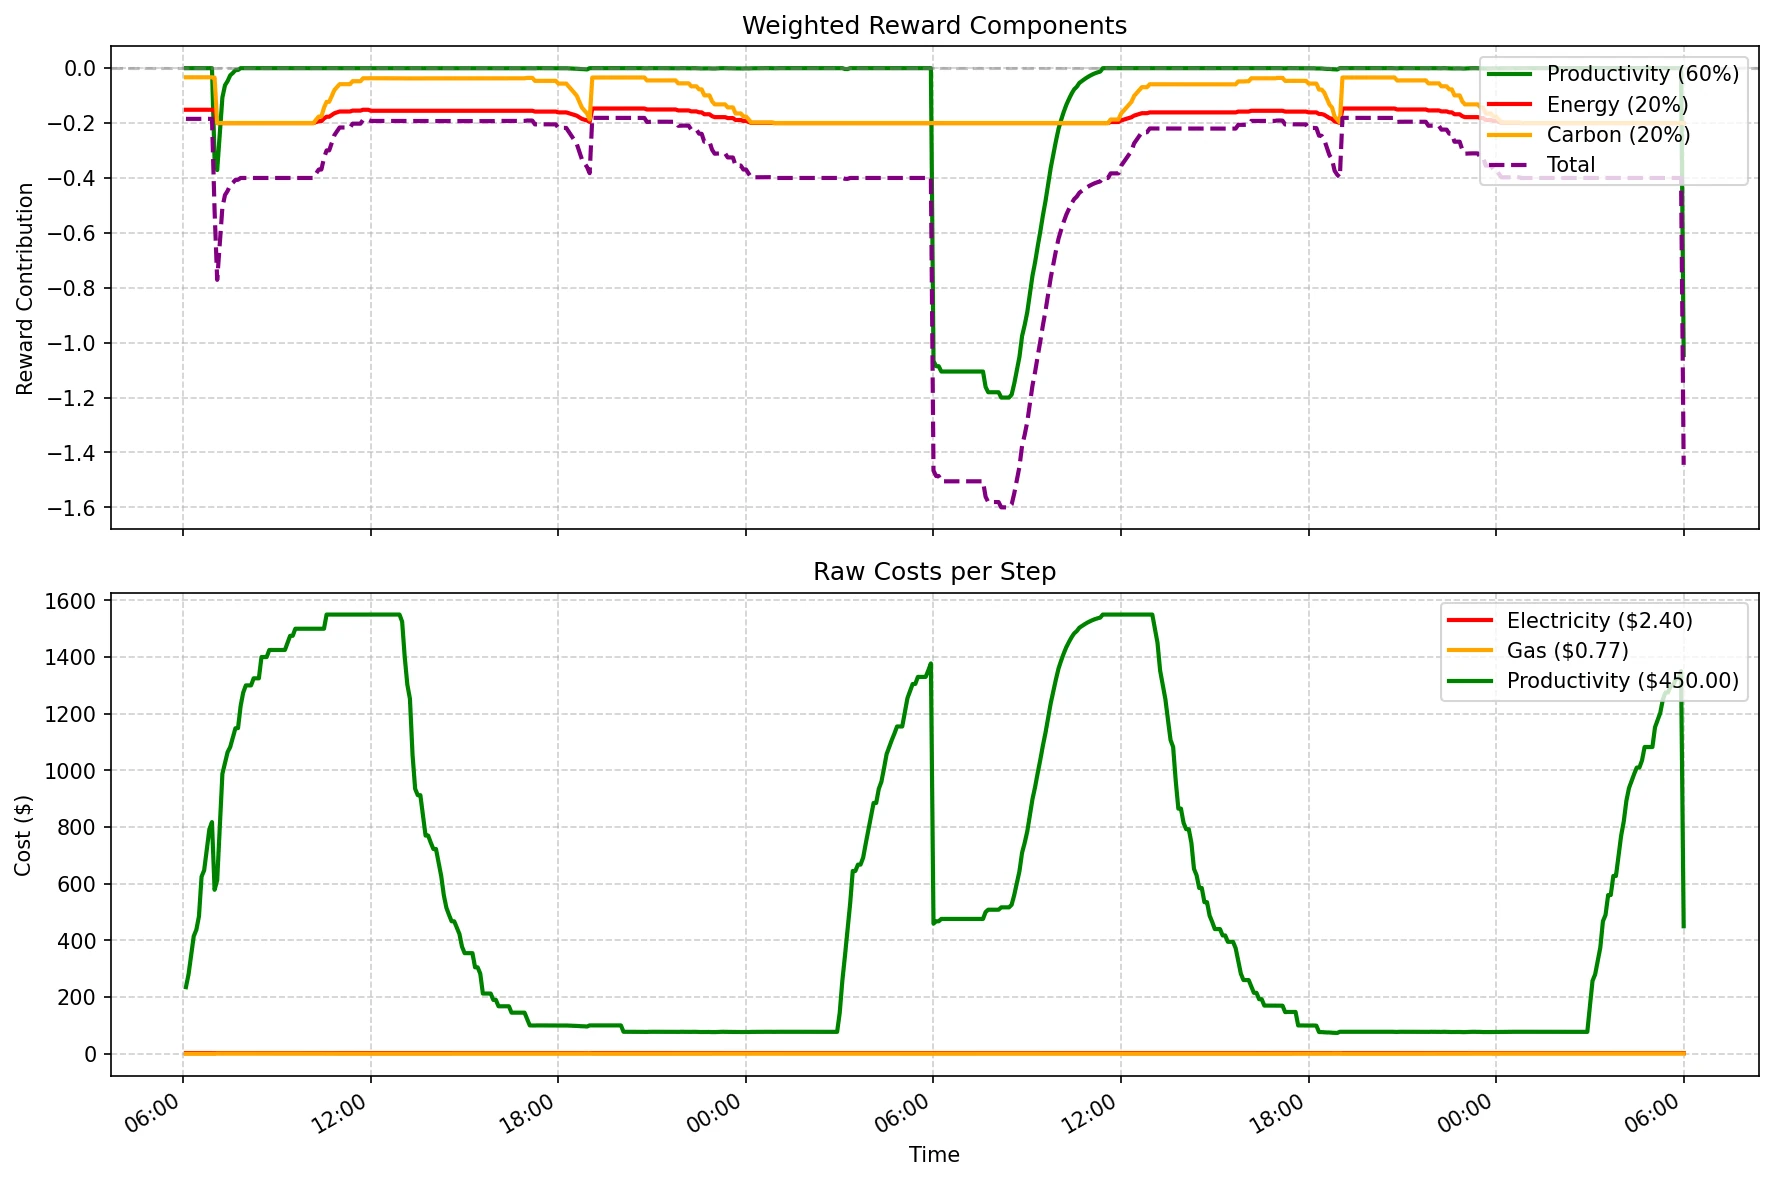 Weighted Reward Components
Reward Contribution
0.0
−0.2
−0.4
−0.6
−0.8
−1.0
−1.2
−1.4
−1.6
Productivity (60%)
Energy (20%)
Carbon (20%)
Total
Raw Costs per Step
Cost ($)
1600
1400
1200
1000
800
600
400
200
0
Electricity ($2.40)
Gas ($0.77)
Productivity ($450.00)
06:00 12:00 18:00 00:00 06:00 12:00 18:00 00:00 06:00
Time